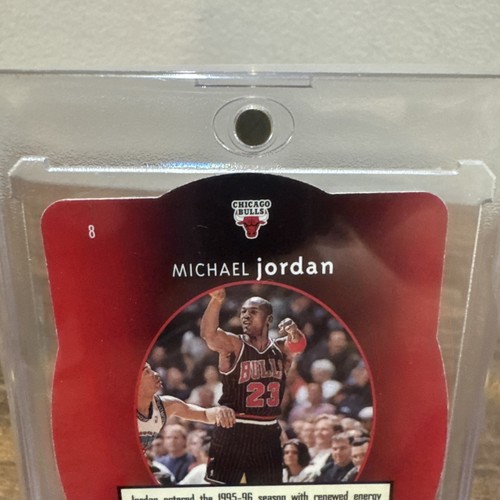 CHICAGO
BULLS
8
MICHAEL jordan
BULLS
23
Jordan entered the 1995-96 season with renewed energy